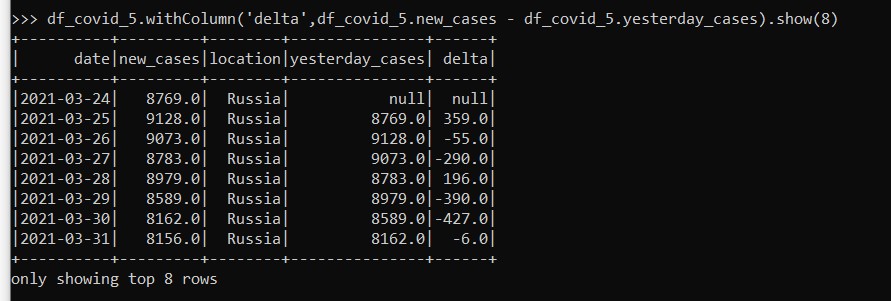 >>> df_covid_5.withColumn('delta',df_covid_5.new_cases - df_covid_5.yesterday_cases).show(8)
+----------+---------+--------+---------------+------+
|      date|new_cases|location|yesterday_cases| delta|
+----------+---------+--------+---------------+------+
|2021-03-24|   8769.0|  Russia|           null|  null|
|2021-03-25|   9128.0|  Russia|         8769.0| 359.0|
|2021-03-26|   9073.0|  Russia|         9128.0| -55.0|
|2021-03-27|   8783.0|  Russia|         9073.0|-290.0|
|2021-03-28|   8979.0|  Russia|         8783.0| 196.0|
|2021-03-29|   8589.0|  Russia|         8979.0|-390.0|
|2021-03-30|   8162.0|  Russia|         8589.0|-427.0|
|2021-03-31|   8156.0|  Russia|         8162.0|  -6.0|
+----------+---------+--------+---------------+------+
only showing top 8 rows